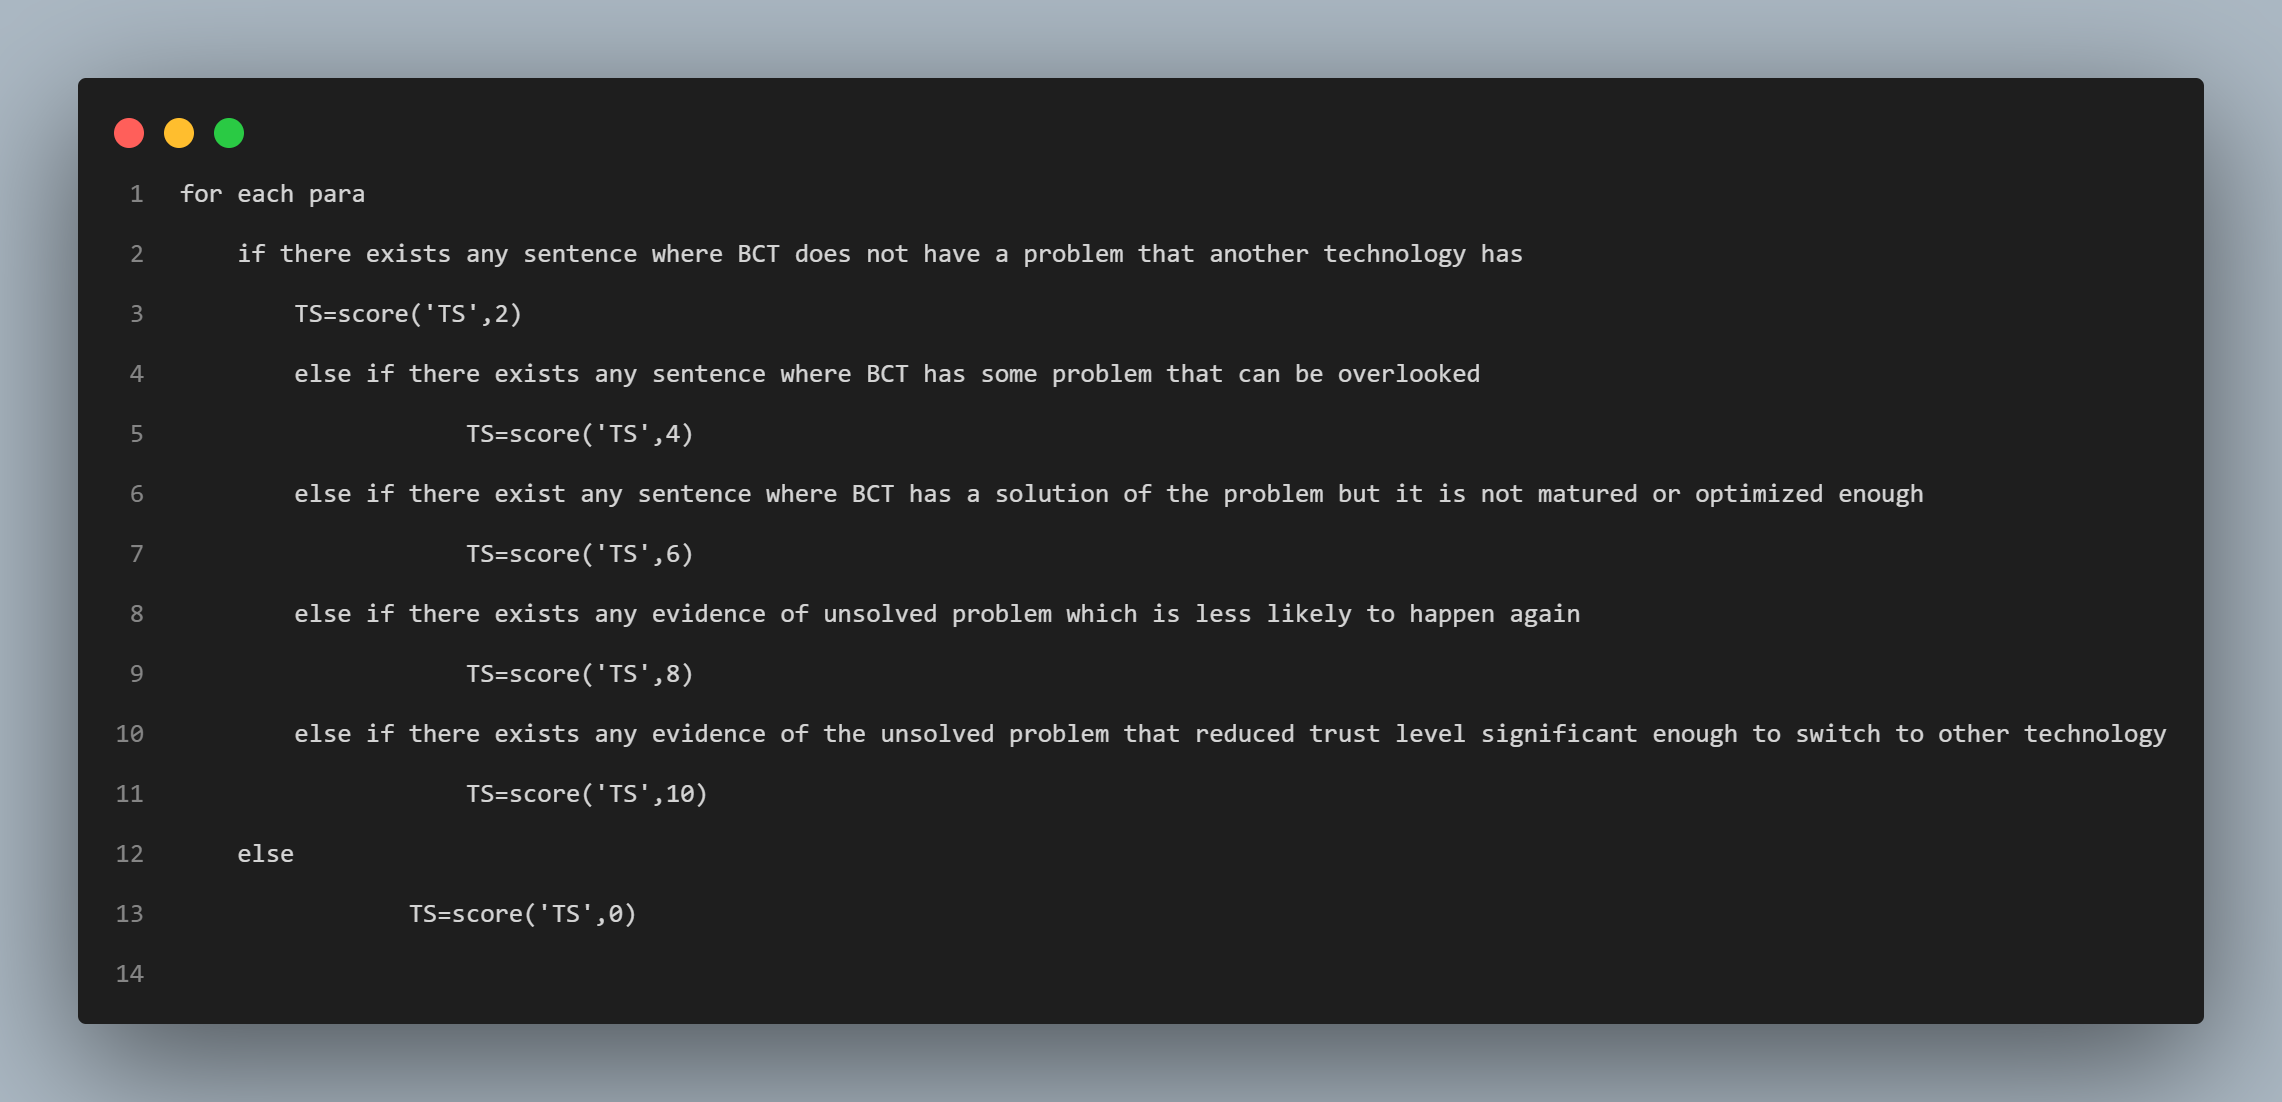 1 for each para
2 if there exists any sentence where BCT does not have a problem that another technology has
3 TS=score('TS',2)
4 else if there exists any sentence where BCT has some problem that can be overlooked
5 TS=score('TS',4)
6 else if there exist any sentence where BCT has a solution of the problem but it is not matured or optimized enough
7 TS=score('TS',6)
8 else if there exists any evidence of unsolved problem which is less likely to happen again
9 TS=score('TS',8)
10 else if there exists any evidence of the unsolved problem that reduced trust level significant enough to switch to other technology
11 TS=score('TS',10)
12 else
13 TS=score('TS',0)
14